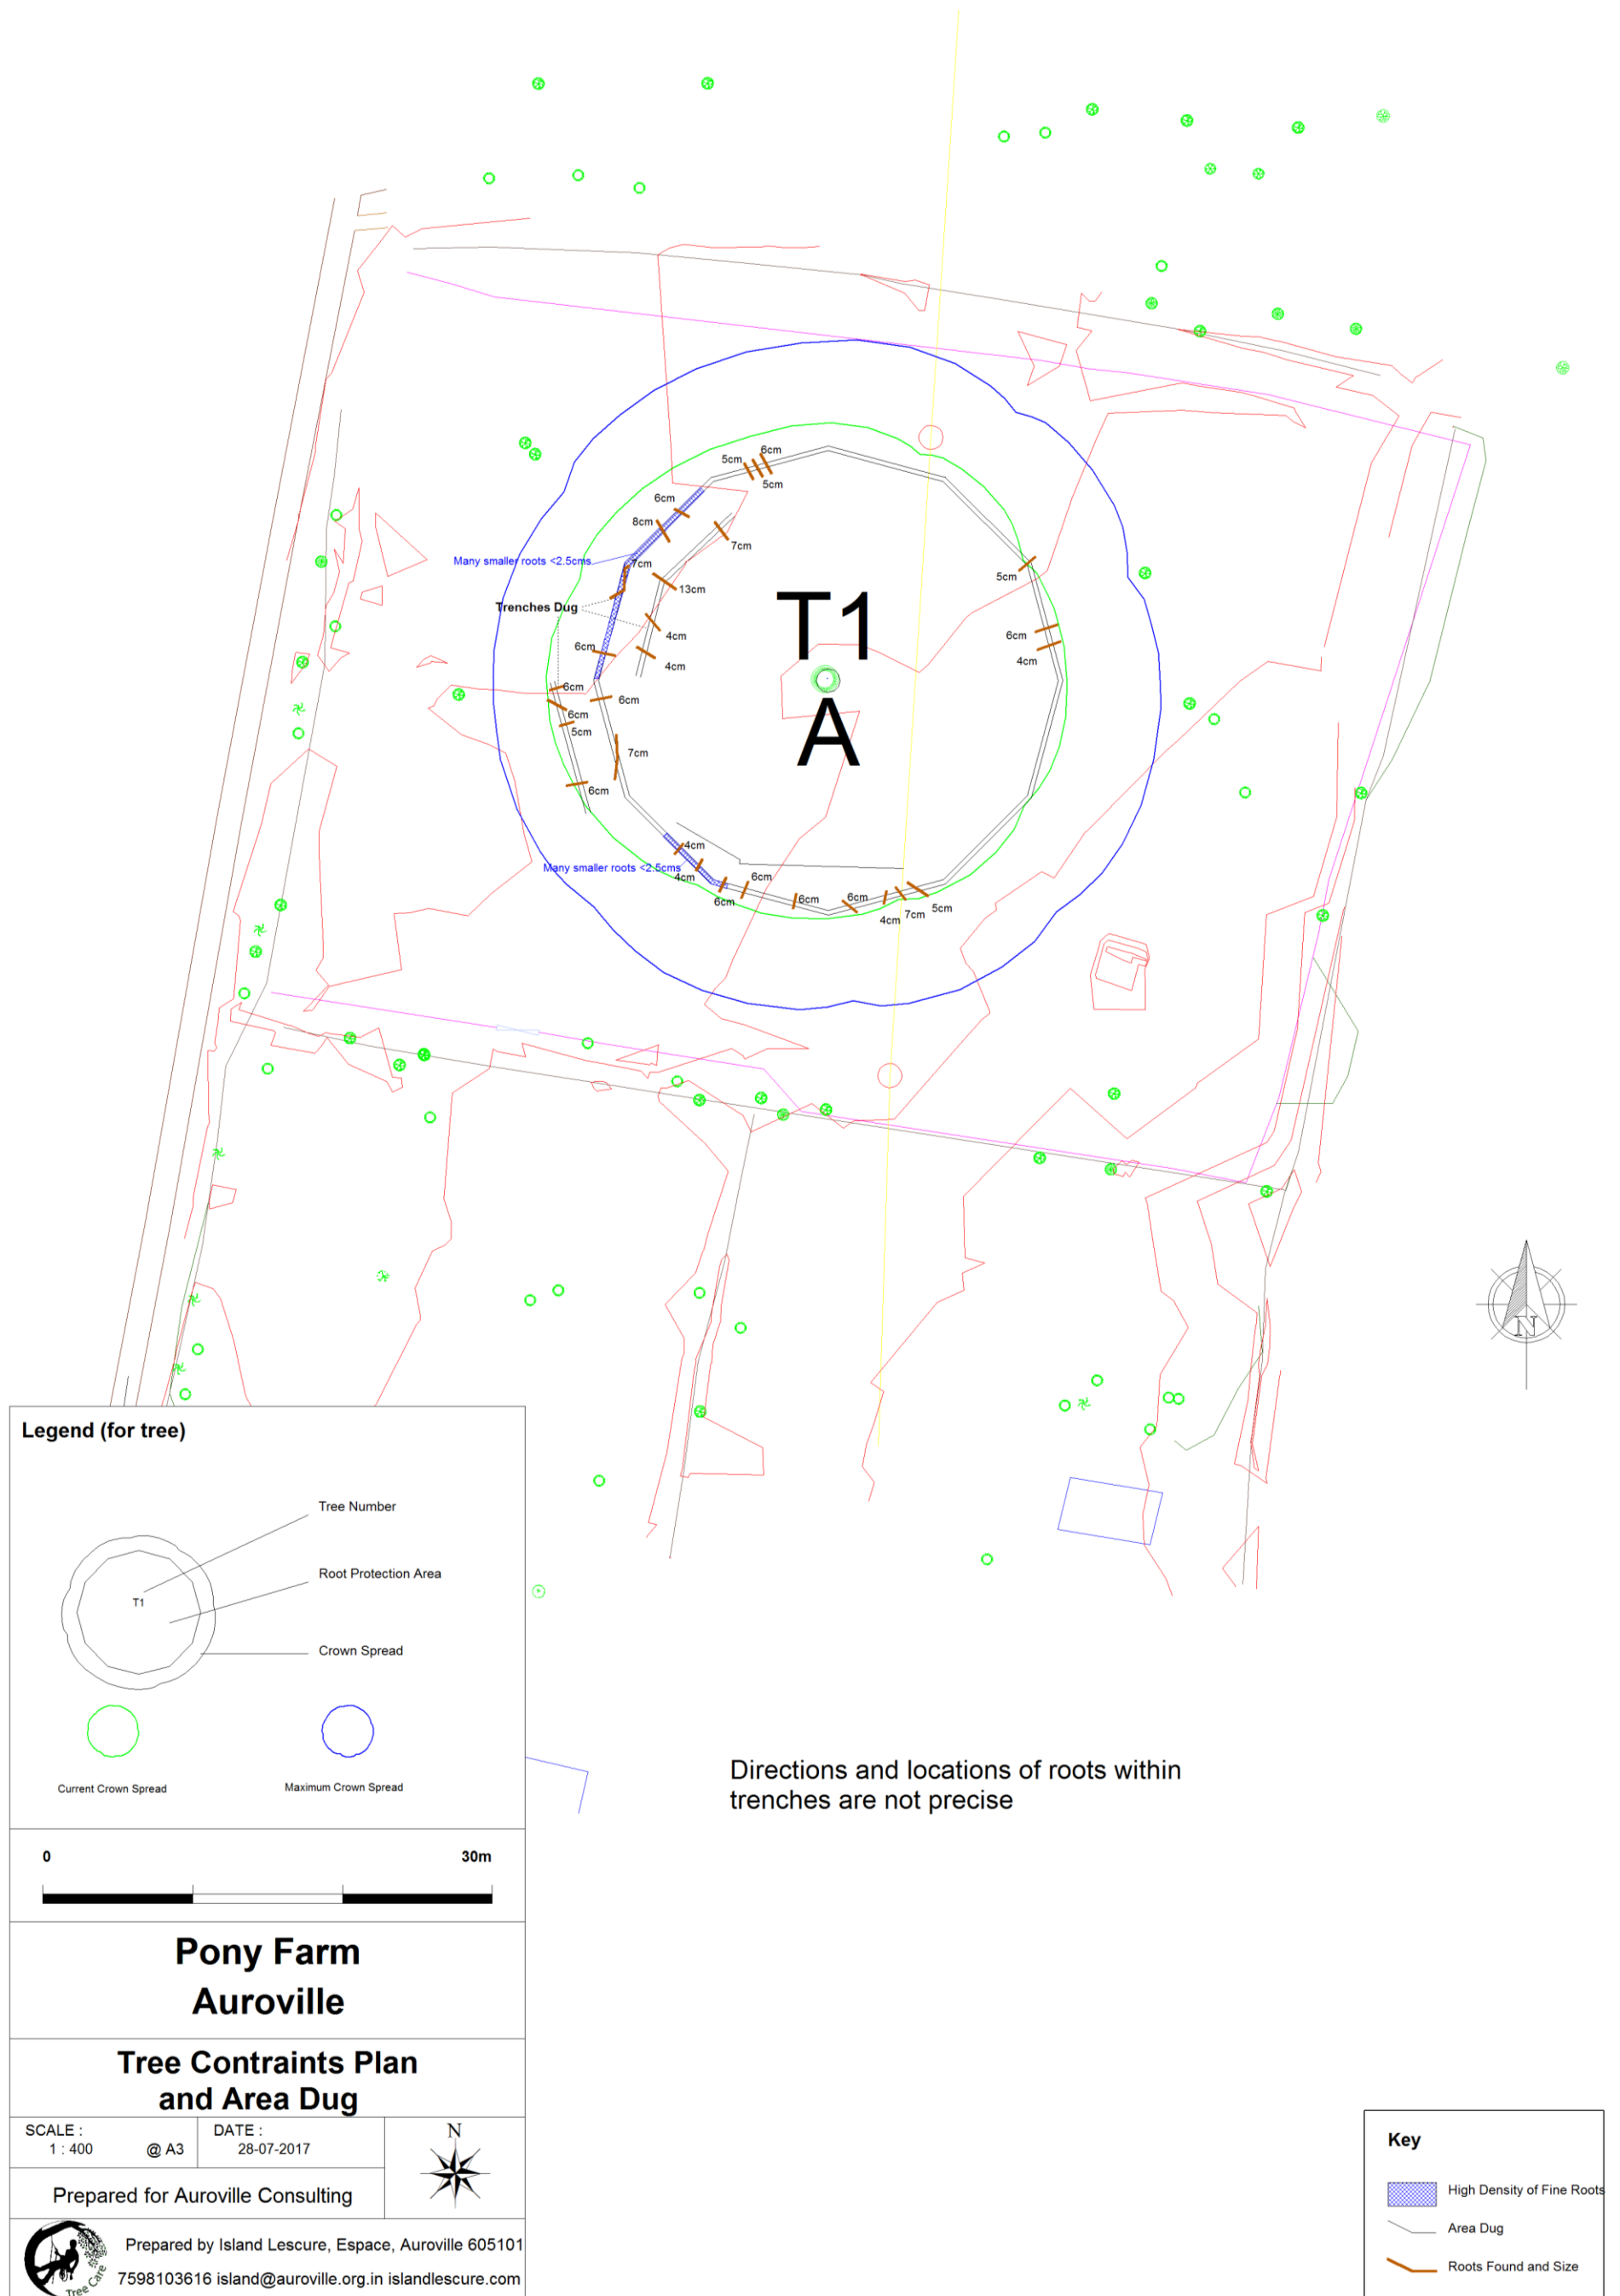 5cm
6cm
5cm
6cm
8cm
7cm
Many smaller roots <2.5cms
7cm
5cm
13cm
Trenches Dug
T1
4cm
6cm
6cm
4cm
4cm
6cm
6cm
6cm
5cm
A
7cm
6cm
4cm
Many smaller roots <2.5cms
4cm
6cm
6cm
6cm
6cm
4cm
7cm
5cm
N
Legend (for tree)
Tree Number
Root Protection Area
T1
Crown Spread
Current Crown Spread
Maximum Crown Spread
Directions and locations of roots within
trenches are not precise
0 30m
Pony Farm
Auroville
Tree Contraints Plan
and Area Dug
SCALE :
1 : 400 @ A3
DATE :
28-07-2017
N
Prepared for Auroville Consulting
Prepared by Island Lescure, Espace, Auroville 605101
7598103616 island@auroville.org.in islandlescure.com
Tree Care
Key
High Density of Fine Roots
Area Dug
Roots Found and Size